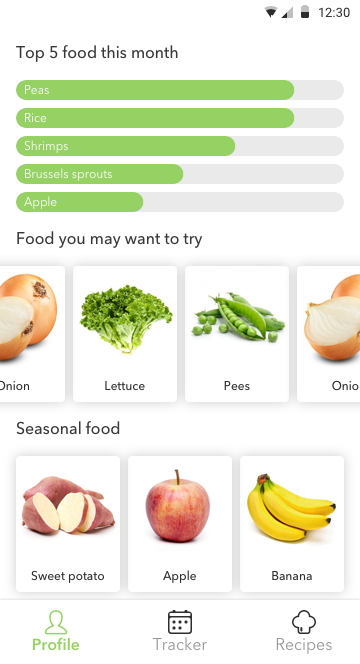 12:30
Top 5 food this month
Peas
Rice
Shrimps
Brussels sprouts
Apple
Food you may want to try
Onion Lettuce Pees Onio
Seasonal food
Sweet potato Apple Banana
Profile Tracker Recipes